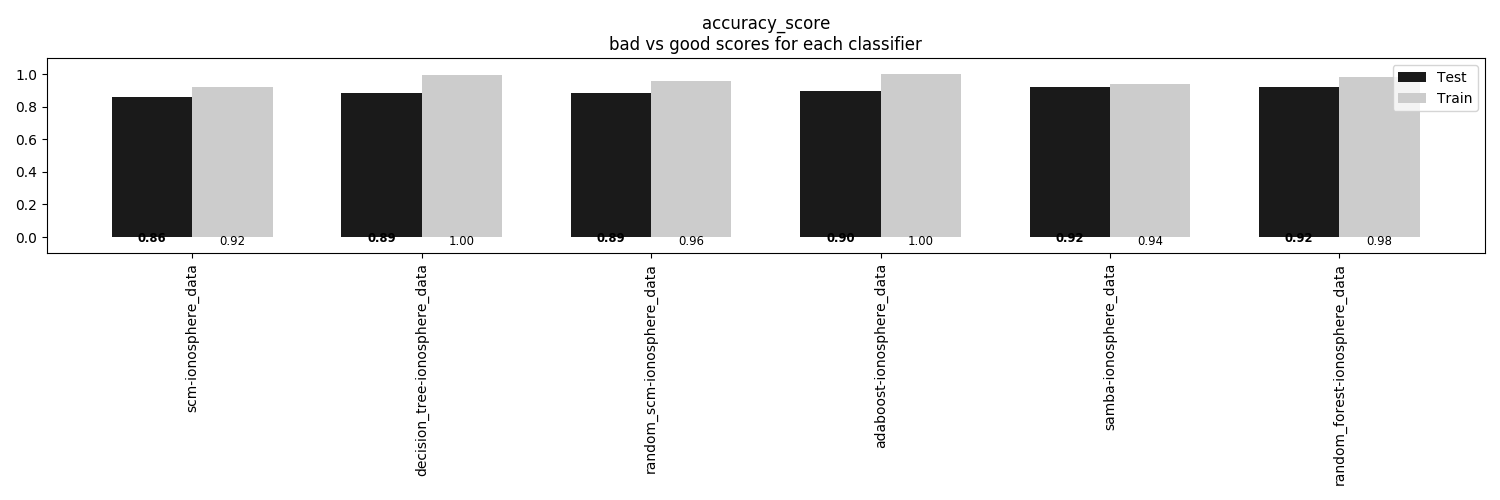 accuracy_score
bad vs good scores for each classifier
1.0
0.8
0.6
0.4
0.2
0.0
Test
Train
0.86
0.92
0.89
1.00
0.89
0.96
0.90
1.00
0.92
0.94
0.92
0.98
scm-ionosphere_data
decision_tree-ionosphere_data
random_scm-ionosphere_data
adaboost-ionosphere_data
samba-ionosphere_data
random_forest-ionosphere_data